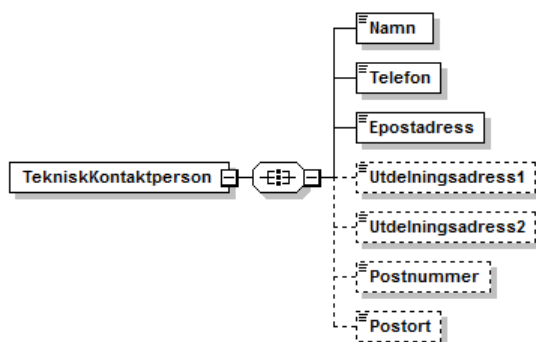 Namn
Telefon
Epostadress
TekniskKontaktperson
Utdelningsadress1
Utdelningsadress2
Postnummer
Postort